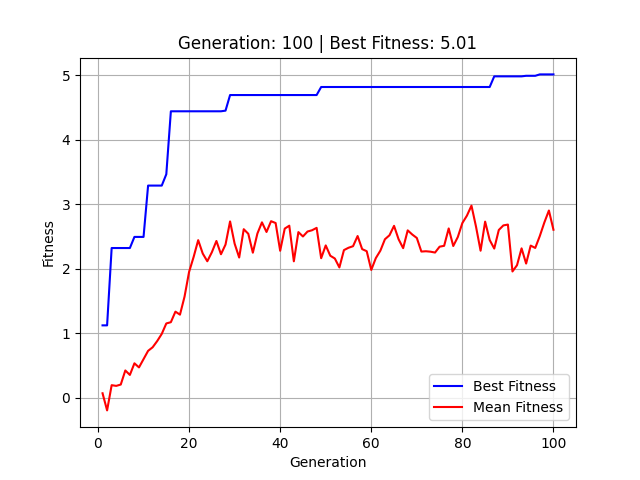 Generation: 100 | Best Fitness: 5.01
Fitness
5
4
3
2
1
0
Best Fitness
Mean Fitness
0 20 40 60 80 100
Generation